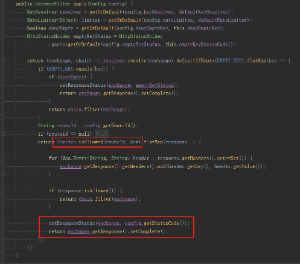 public GatewayFilter apply(Config config) {
KeyResolver resolver = getOrDefault(config.keyResolver, defaultKeyResolver);
RateLimiter<Object> limiter = getOrDefault(config.rateLimiter, defaultRateLimiter);
boolean denyEmpty = getOrDefault(config.denyEmptyKey, this.denyEmptyKey);
HttpStatusHolder emptyKeyStatus = HttpStatusHolder
.parse(getOrDefault(config.emptyKeyStatus, this.emptyKeyStatusCode));
return (exchange, chain) -> resolver.resolve(exchange).defaultIfEmpty(EMPTY_KEY).flatMap(key -> {
if (EMPTY_KEY.equals(key)) {
if (denyEmpty) {
setResponseStatus(exchange, emptyKeyStatus);
return exchange.getResponse().setComplete();
}
return chain.filter(exchange);
}
String routeId = config.getRouteId();
if (routeId == null)
return limiter.isAllowed(routeId, key).flatMap(response -> {
for (Map.Entry<String, String> header : response.getHeaders().entrySet()) {
exchange.getResponse().getHeaders().add(header.getKey(), header.getValue());
}
if (response.isAllowed()) {
return chain.filter(exchange);
}
setResponseStatus(exchange, config.getStatusCode());
return exchange.getResponse().setComplete();
});